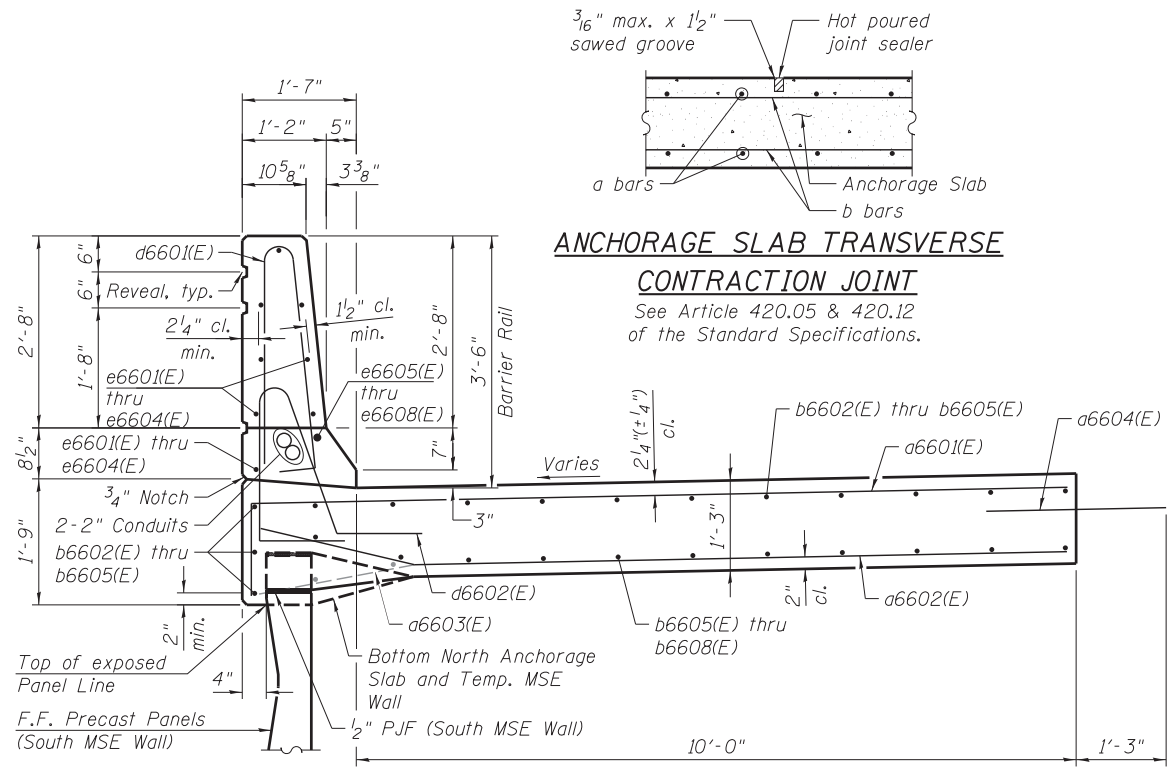 3/16" max. x 1 1/2"
sawed groove
Hot poured
joint sealer
a bars
Anchorage Slab
b bars
ANCHORAGE SLAB TRANSVERSE
CONTRACTION JOINT
See Article 420.05 & 420.12
of the Standard Specifications.
1'-7"
1'-2"
5"
10 5/8"
3 3/8"
2'-8"
6"
6"
1'-8"
8 1/2"
1'-9"
d6601(E)
Reveal, typ.
2 1/4" cl.
min.
1 1/2" cl.
min.
e6601(E)
thru
e6604(E)
e6605(E)
thru
e6608(E)
2'-8"
7"
3'-6"
Barrier Rail
e6601(E) thru
e6604(E)
3/4" Notch
2-2" Conduits
b6602(E) thru
b6605(E)
3"
Varies
2 1/4"(± 1/4")
cl.
b6602(E) thru b6605(E)
a6601(E)
a6604(E)
1'-3"
2"
cl.
d6602(E)
a6602(E)
a6603(E)
b6605(E) thru
b6608(E)
2"
min.
Top of exposed
Panel Line
4"
Bottom North Anchorage
Slab and Temp. MSE
Wall
F.F. Precast Panels
(South MSE Wall)
1/2" PJF (South MSE Wall)
10'-0"
1'-3"